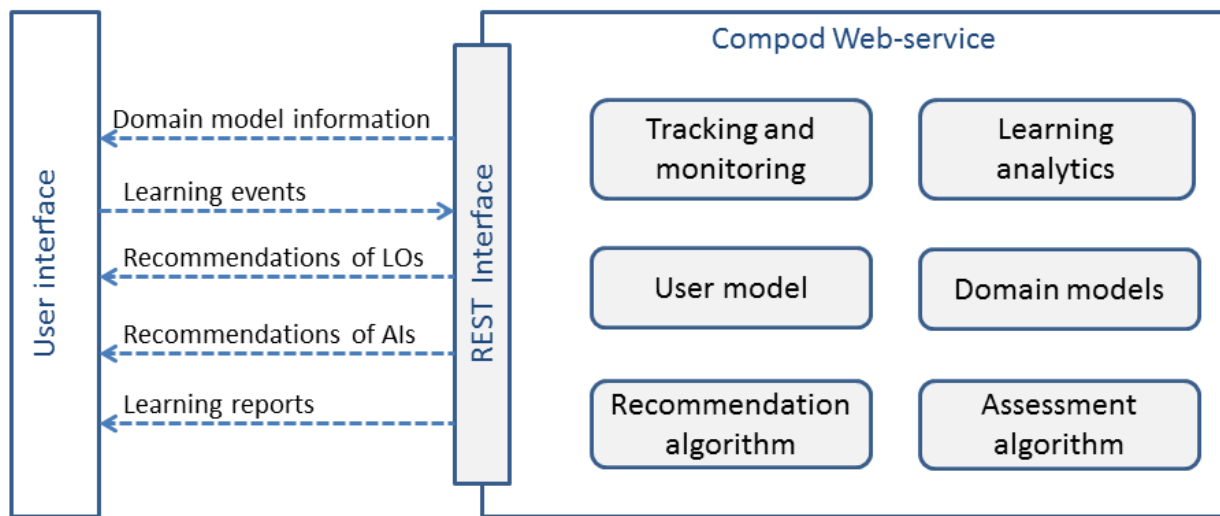 User interface
Domain model information
Learning events
Recommendations of LOs
Recommendations of AIs
Learning reports
REST Interface
Compod Web-service
Tracking and
monitoring
Learning
analytics
User model
Domain models
Recommendation
algorithm
Assessment
algorithm